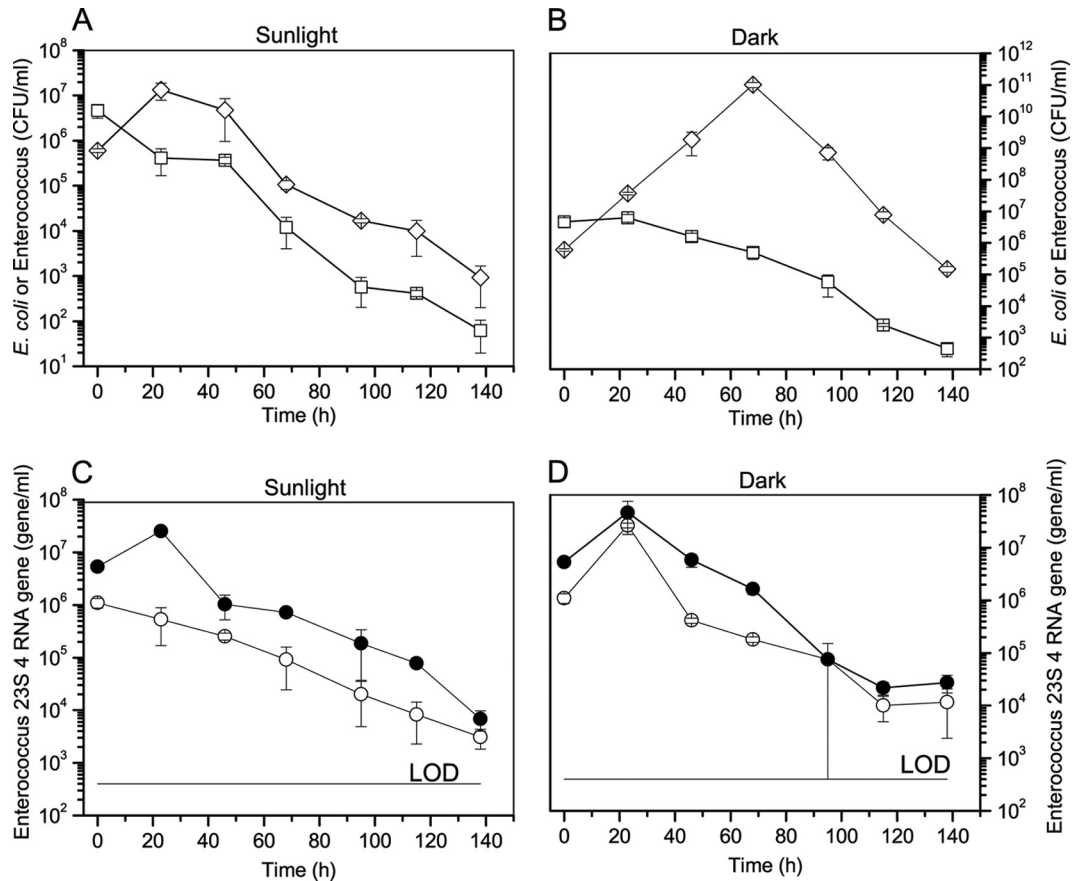 A
Sunlight
E. coli or Enterococcus (CFU/ml)
10^8
10^7
10^6
10^5
10^4
10^3
10^2
10^1
0 20 40 60 80 100 120 140
Time (h)
B
Dark
10^12
10^11
10^10
10^9
10^8
10^7
10^6
10^5
10^4
10^3
10^2
E. coli or Enterococcus (CFU/ml)
0 20 40 60 80 100 120 140
Time (h)
C
Sunlight
Enterococcus 23S 4 RNA gene (gene/ml)
10^8
10^7
10^6
10^5
10^4
10^3
10^2
LOD
0 20 40 60 80 100 120 140
Time (h)
D
Dark
10^8
10^7
10^6
10^5
10^4
10^3
10^2
Enterococcus 23S 4 RNA gene (gene/ml)
LOD
0 20 40 60 80 100 120 140
Time (h)